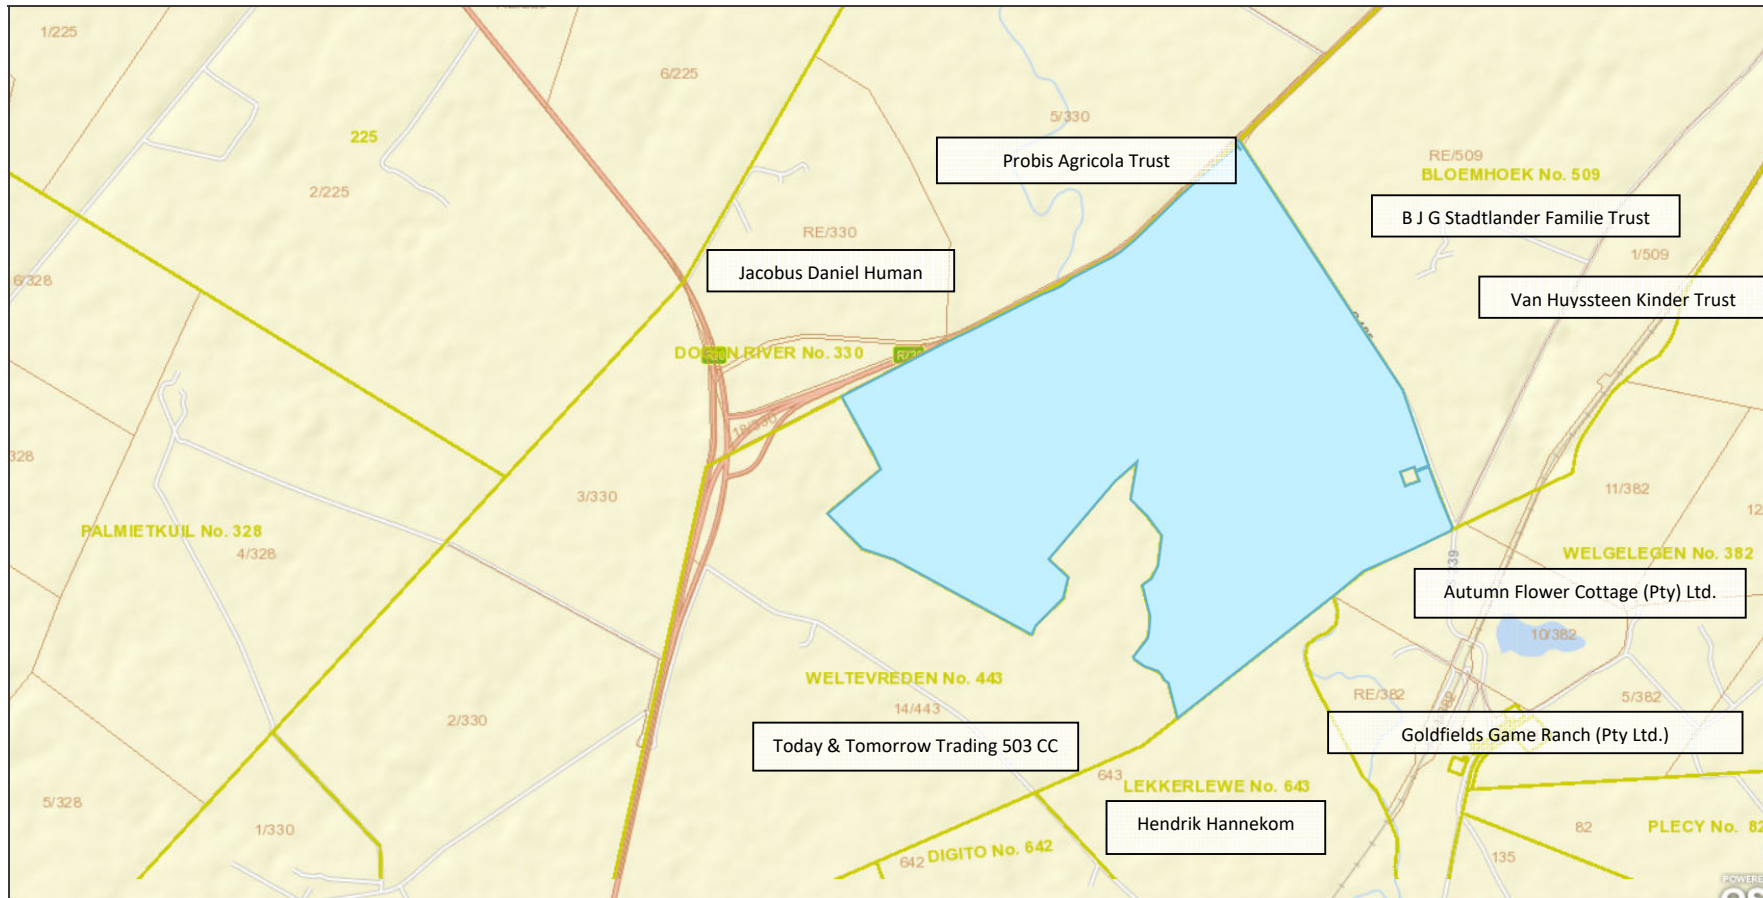 1/225
6/225
5/330
225
Probis Agricola Trust
RE/509
BLOEMHOEK No. 509
2/225
B J G Stadtlander Familie Trust
RE/330
1/509
Jacobus Daniel Human
6/328
Van Huyssteen Kinder Trust
R730
18/330
328
3/330
11/382
PALMIETKUIL No. 328
4/328
WELGELEGEN No. 382
Autumn Flower Cottage (Pty) Ltd.
10/382
WELTEVREDEN No. 443
14/443
RE/382
5/382
2/330
Goldfields Game Ranch (Pty Ltd.)
Today & Tomorrow Trading 503 CC
643
LEKKERLEWE No. 643
5/328
1/330
Hendrik Hannekom
82
PLECY No. 82
642
DIGITO No. 642
135
POWERE